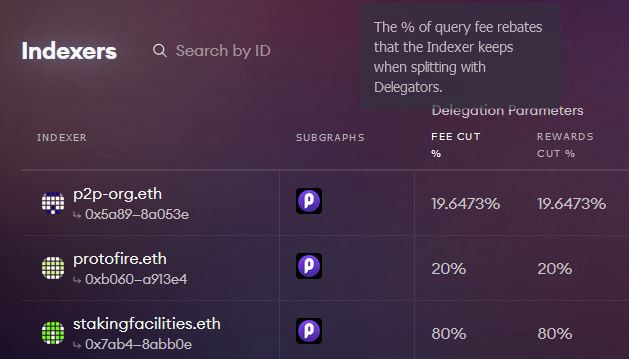 The % of query fee rebates
that the Indexer keeps
when splitting with
Delegators.
Indexers
Search by ID
Delegation Parameters
INDEXER SUBGRAPHS FEE CUT % REWARDS CUT %
p2p-org.eth
0x5a89–8a053e
19.6473% 19.6473%
protofire.eth
0xb060–a913e4
20% 20%
stakingfacilities.eth
0x7ab4–8abb0e
80% 80%